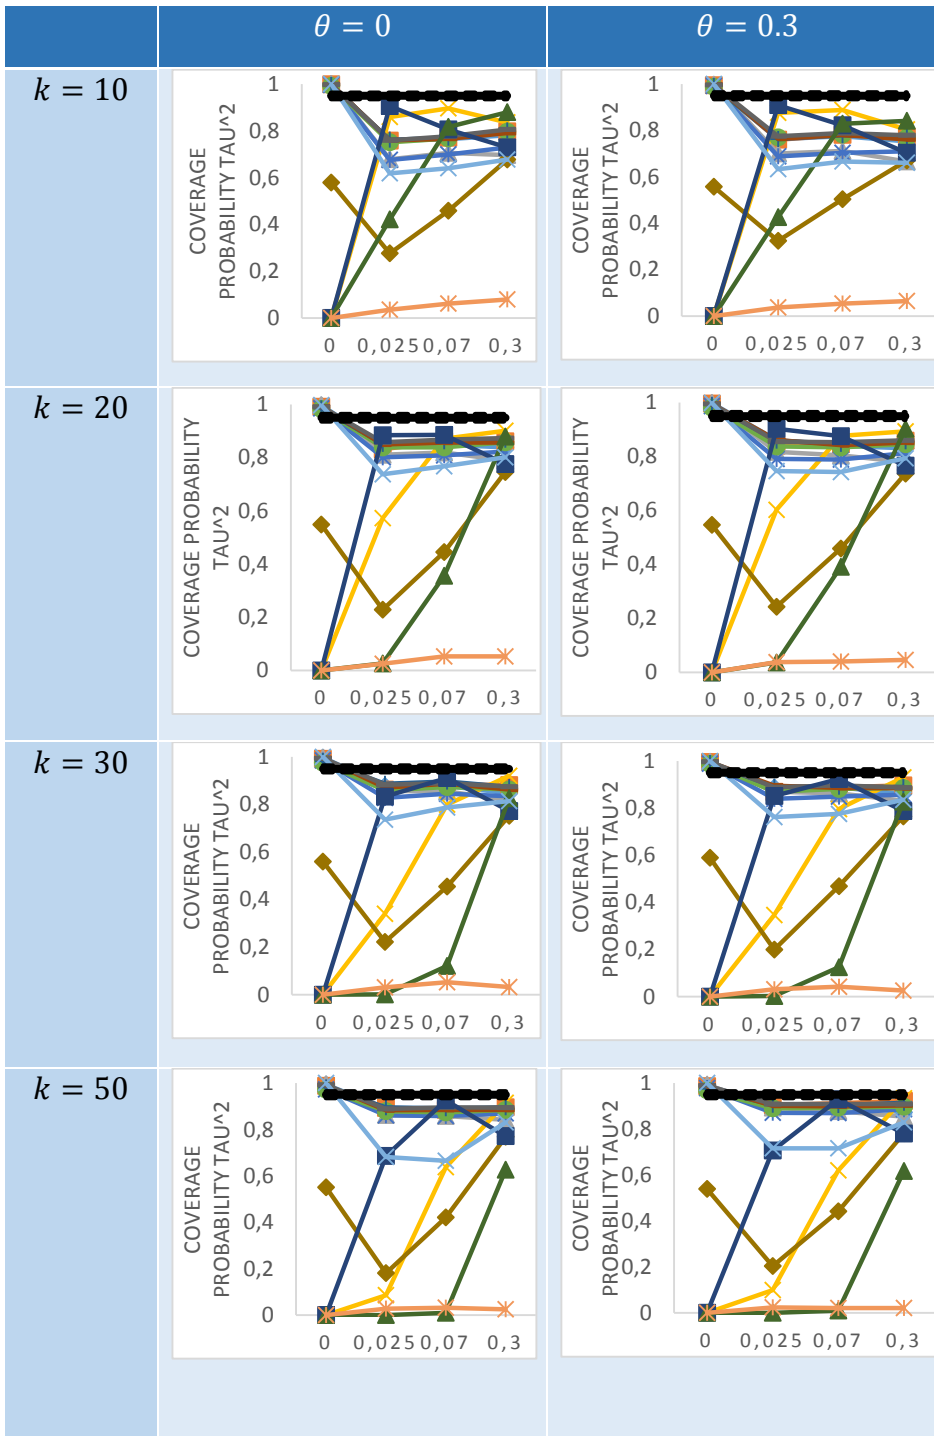 θ = 0
θ = 0.3
k = 10
COVERAGE
PROBABILITY TAU^2
1
0,8
0,6
0,4
0,2
0
0 0,025 0,07 0,3
COVERAGE
PROBABILITY TAU^2
1
0,8
0,6
0,4
0,2
0
0 0,025 0,07 0,3
k = 20
COVERAGE PROBABILITY
TAU^2
1
0,8
0,6
0,4
0,2
0
0 0,025 0,07 0,3
COVERAGE PROBABILITY
TAU^2
1
0,8
0,6
0,4
0,2
0
0 0,025 0,07 0,3
k = 30
COVERAGE
PROBABILITY TAU^2
1
0,8
0,6
0,4
0,2
0
0 0,025 0,07 0,3
COVERAGE
PROBABILITY TAU^2
1
0,8
0,6
0,4
0,2
0
0 0,025 0,07 0,3
k = 50
COVERAGE
PROBABILITY TAU^2
1
0,8
0,6
0,4
0,2
0
0 0,025 0,07 0,3
COVERAGE
PROBABILITY TAU^2
1
0,8
0,6
0,4
0,2
0
0 0,025 0,07 0,3